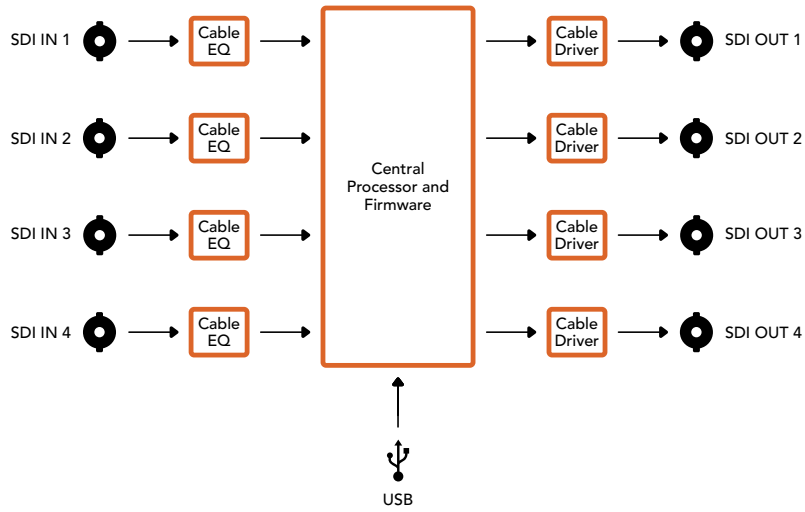 SDI IN 1
Cable
EQ
Cable
Driver
SDI OUT 1
SDI IN 2
Cable
EQ
Cable
Driver
SDI OUT 2
Central
Processor and
Firmware
SDI IN 3
Cable
EQ
Cable
Driver
SDI OUT 3
SDI IN 4
Cable
EQ
Cable
Driver
SDI OUT 4
USB